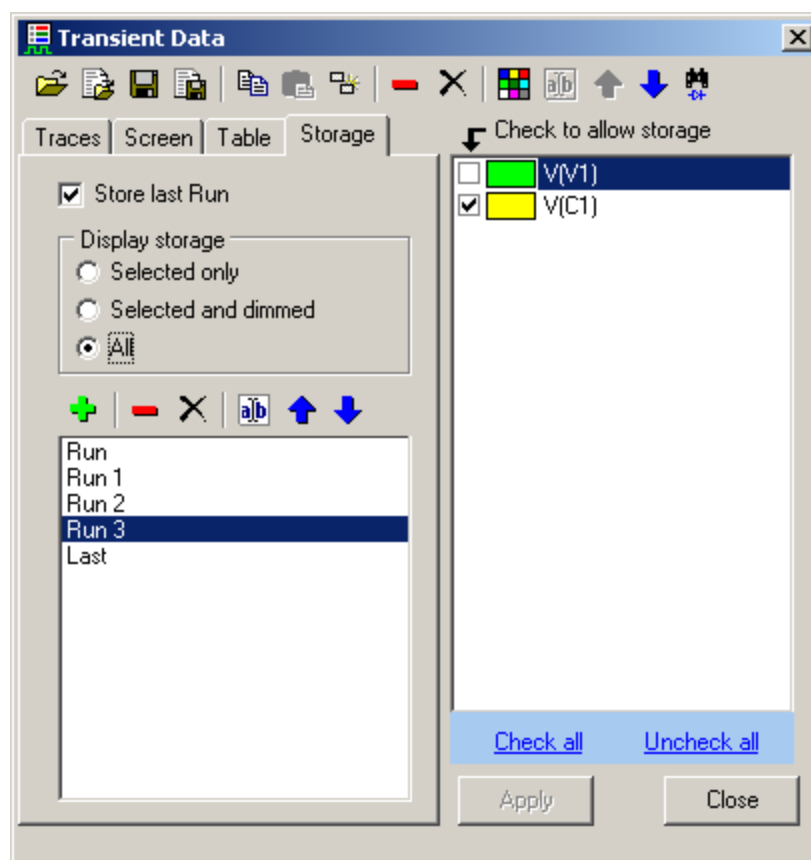 Transient Data
Traces
Screen
Table
Storage
Check to allow storage
Store last Run
Display storage
Selected only
Selected and dimmed
All
a b
Run
Run 1
Run 2
Run 3
Last
V(V1)
V(C1)
Check all
Uncheck all
Apply
Close